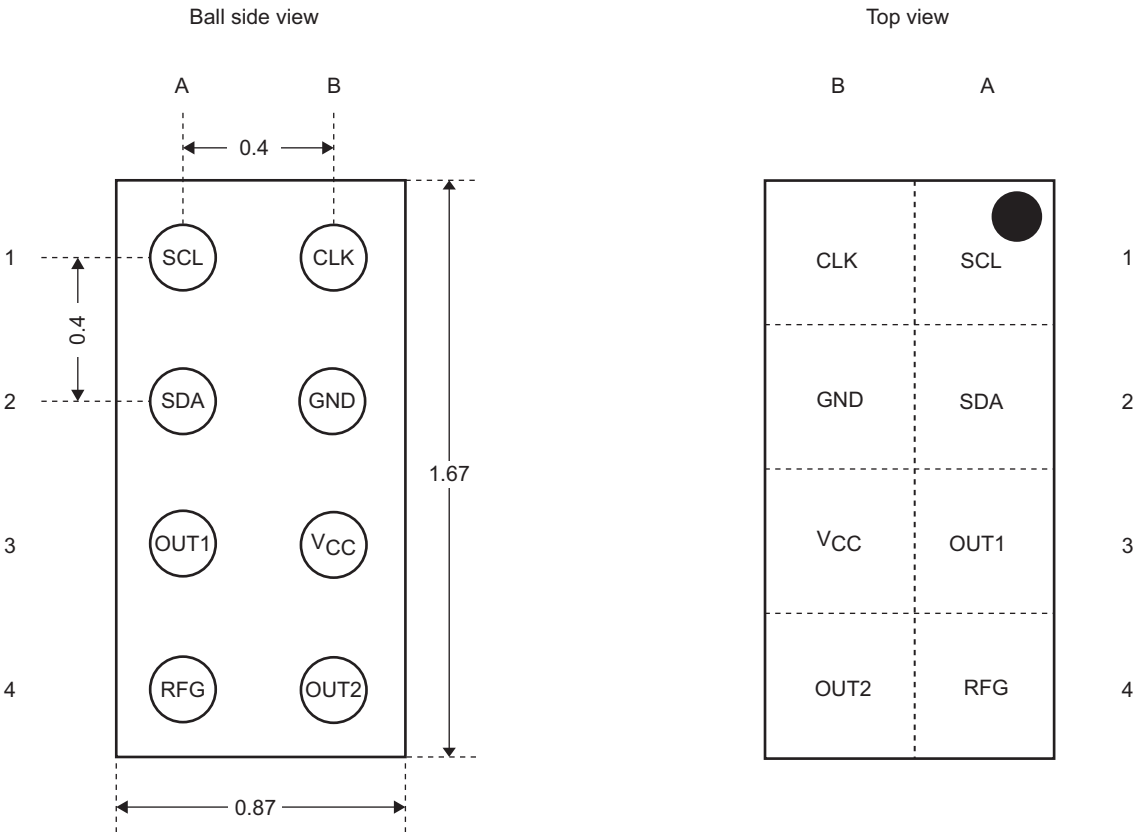 Ball side view
A B
0.4
1 SCL CLK
0.4
2 SDA GND
1.67
3 OUT1 VCC
4 RFG OUT2
0.87
Top view
B A
CLK SCL 1
GND SDA 2
VCC OUT1 3
OUT2 RFG 4